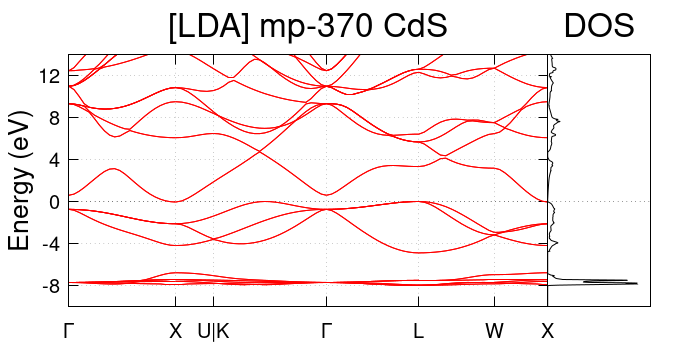 [LDA] mp-370 CdS DOS
Energy (eV)
12
8
4
0
-4
-8
Γ X U|K Γ L W X